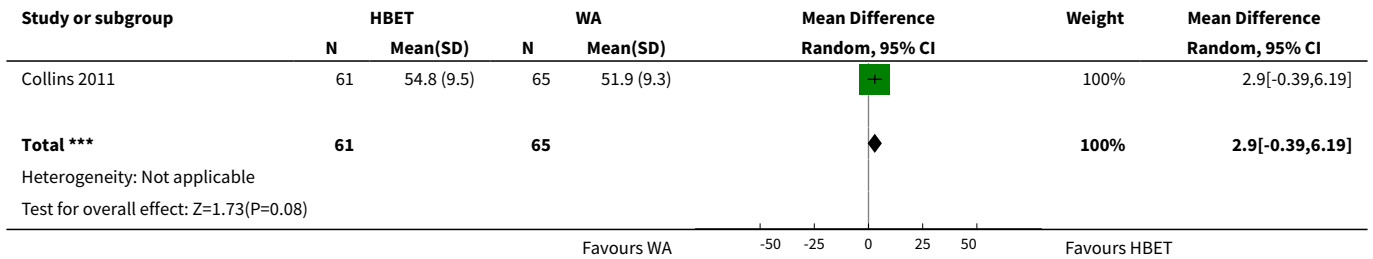 Study or subgroup HBET WA Mean Difference Weight Mean Difference
N Mean(SD) N Mean(SD) Random, 95% CI Random, 95% CI
Collins 2011 61 54.8 (9.5) 65 51.9 (9.3) 100% 2.9[-0.39,6.19]
Total *** 61 65 100% 2.9[-0.39,6.19]
Heterogeneity: Not applicable
Test for overall effect: Z=1.73(P=0.08)
Favours WA -50 -25 0 25 50 Favours HBET